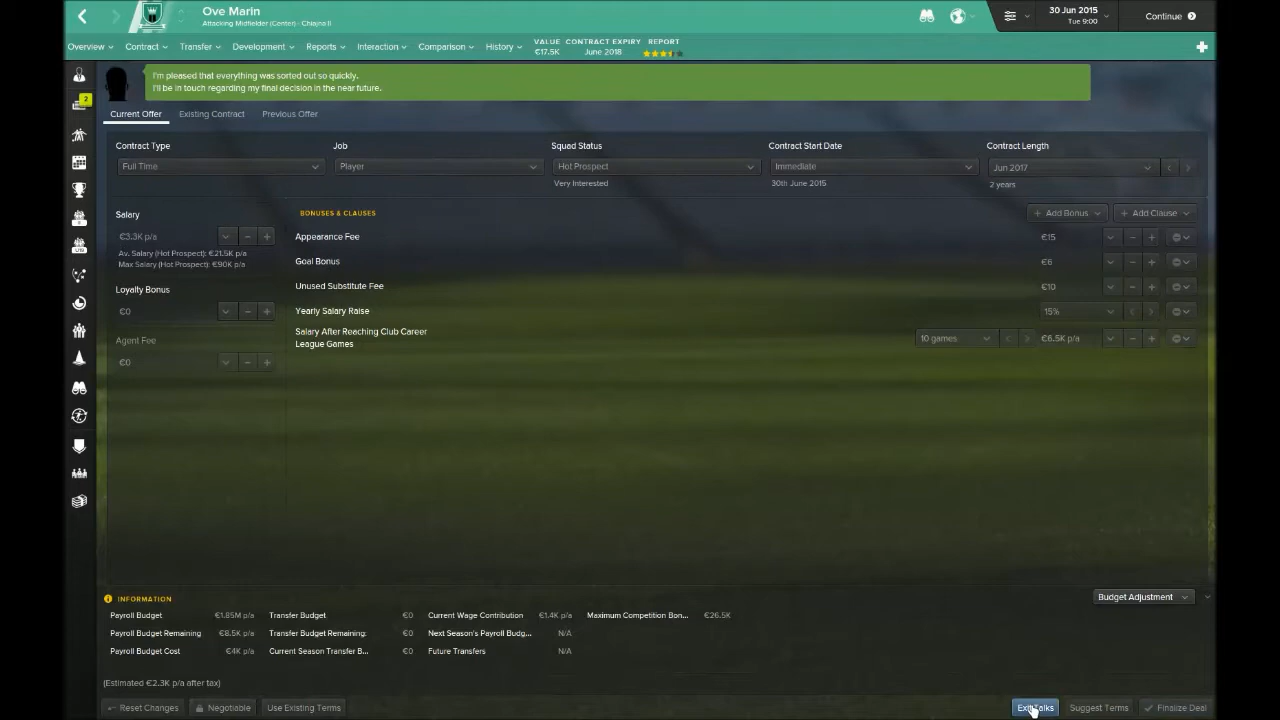 Ove Marin
Attacking Midfielder (Center) - Chiajna II
30 Jun 2015
Tue 9:00
Continue
Overview
Contract
Transfer
Development
Reports
Interaction
Comparison
History
VALUE CONTRACT EXPIRY REPORT
€17.5K June 2018
I'm pleased that everything was sorted out so quickly.
I'll be in touch regarding my final decision in the near future.
2
Current Offer Existing Contract Previous Offer
Contract Type Job Squad Status Contract Start Date Contract Length
Full Time Player Hot Prospect Immediate Jun 2017
Very Interested 30th June 2015 2 years
Salary
€3.3K p/a
Av. Salary (Hot Prospect): €21.5K p/a
Max Salary (Hot Prospect): €90K p/a
Loyalty Bonus
€0
Agent Fee
€0
BONUSES & CLAUSES
+ Add Bonus + Add Clause
Appearance Fee €15
Goal Bonus €6
Unused Substitute Fee €10
Yearly Salary Raise 15%
Salary After Reaching Club Career
League Games
10 games €6.5K p/a
INFORMATION
Budget Adjustment
Payroll Budget €1.85M p/a Transfer Budget €0 Current Wage Contribution €1.4K p/a Maximum Competition Bon... €26.5K
Payroll Budget Remaining €8.5K p/a Transfer Budget Remaining: €0 Next Season's Payroll Budg... N/A
Payroll Budget Cost €4K p/a Current Season Transfer B... €0 Future Transfers N/A
(Estimated €2.3K p/a after tax)
Reset Changes Negotiable Use Existing Terms Exit Talks Suggest Terms Finalize Deal